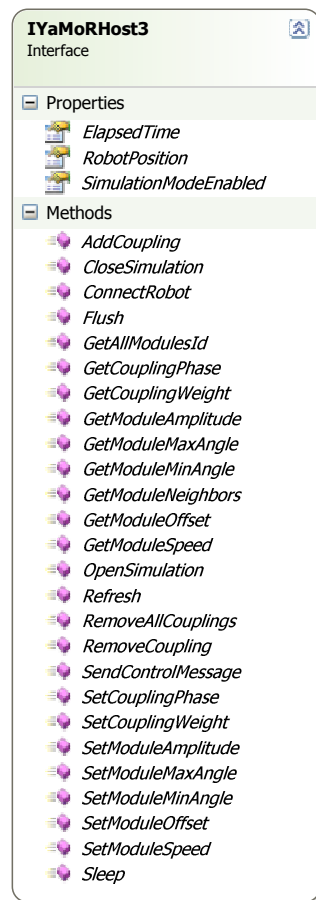 IYaMoRHost3
Interface
Properties
ElapsedTime
RobotPosition
SimulationModeEnabled
Methods
AddCoupling
CloseSimulation
ConnectRobot
Flush
GetAllModulesId
GetCouplingPhase
GetCouplingWeight
GetModuleAmplitude
GetModuleMaxAngle
GetModuleMinAngle
GetModuleNeighbors
GetModuleOffset
GetModuleSpeed
OpenSimulation
Refresh
RemoveAllCouplings
RemoveCoupling
SendControlMessage
SetCouplingPhase
SetCouplingWeight
SetModuleAmplitude
SetModuleMaxAngle
SetModuleMinAngle
SetModuleOffset
SetModuleSpeed
Sleep